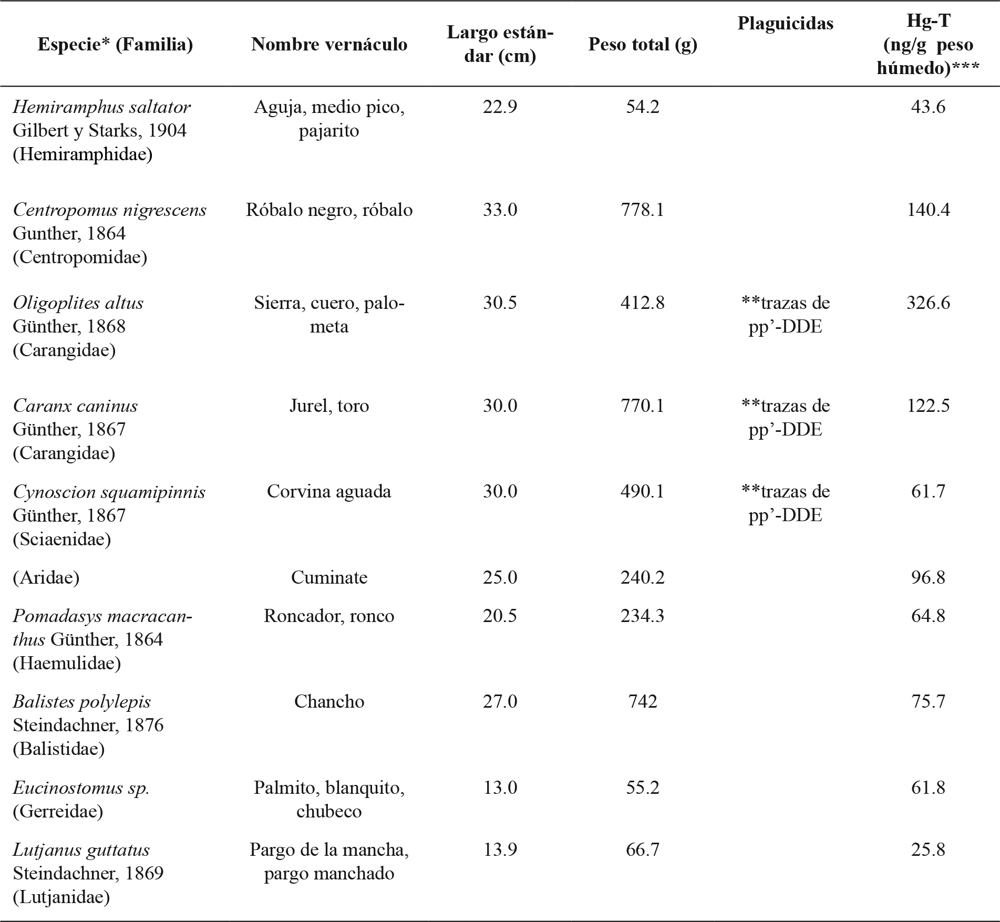 Especie* (Familia) Nombre vernáculo Largo están-
dar (cm) Peso total (g) Plaguicidas Hg-T
(ng/g peso
húmedo)***
Hemiramphus saltator Aguja, medio pico, 22.9 54.2 43.6
Gilbert y Starks, 1904 pajarito
(Hemiramphidae)
Centropomus nigrescens Róbalo negro, róbalo 33.0 778.1 140.4
Gunther, 1864
(Centropomidae)
Oligoplites altus Sierra, cuero, palo- 30.5 412.8 **trazas de 326.6
Günther, 1868 meta pp’-DDE
(Carangidae)
Caranx caninus Jurel, toro 30.0 770.1 **trazas de 122.5
Günther, 1867 pp’-DDE
(Carangidae)
Cynoscion squamipinnis Corvina aguada 30.0 490.1 **trazas de 61.7
Günther, 1867 pp’-DDE
(Sciaenidae)
(Aridae) Cuminate 25.0 240.2 96.8
Pomadasys macracan- Roncador, ronco 20.5 234.3 64.8
thus Günther, 1864
(Haemulidae)
Balistes polylepis Chancho 27.0 742 75.7
Steindachner, 1876
(Balistidae)
Eucinostomus sp. Palmito, blanquito, 13.0 55.2 61.8
(Gerreidae) chubeco
Lutjanus guttatus Pargo de la mancha, 13.9 66.7 25.8
Steindachner, 1869 pargo manchado
(Lutjanidae)